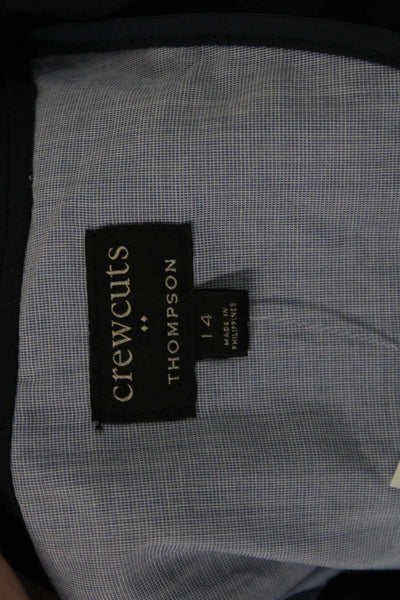 crewcuts
THOMPSON
14
MADE IN
PHILIPPINES